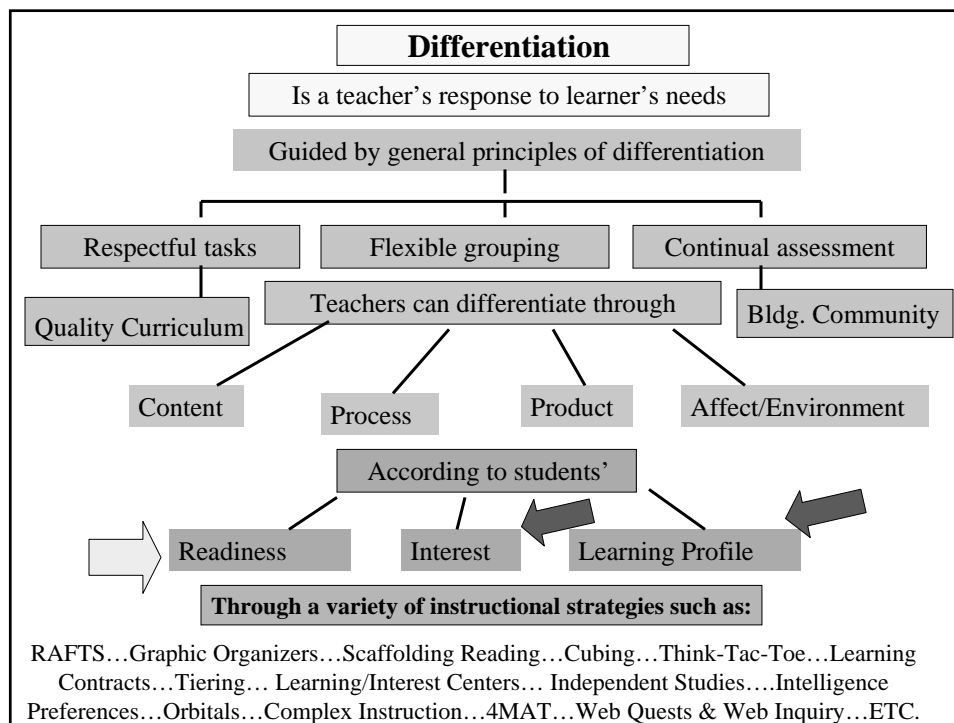 Differentiation
Is a teacher’s response to learner’s needs
Guided by general principles of differentiation
Respectful tasks
Flexible grouping
Continual assessment
Quality Curriculum
Teachers can differentiate through
Bldg. Community
Content
Process
Product
Affect/Environment
According to students’
Readiness
Interest
Learning Profile
Through a variety of instructional strategies such as:
RAFTS…Graphic Organizers…Scaffolding Reading…Cubing…Think-Tac-Toe…Learning
Contracts…Tiering… Learning/Interest Centers… Independent Studies….Intelligence
Preferences…Orbitals…Complex Instruction…4MAT…Web Quests & Web Inquiry…ETC.